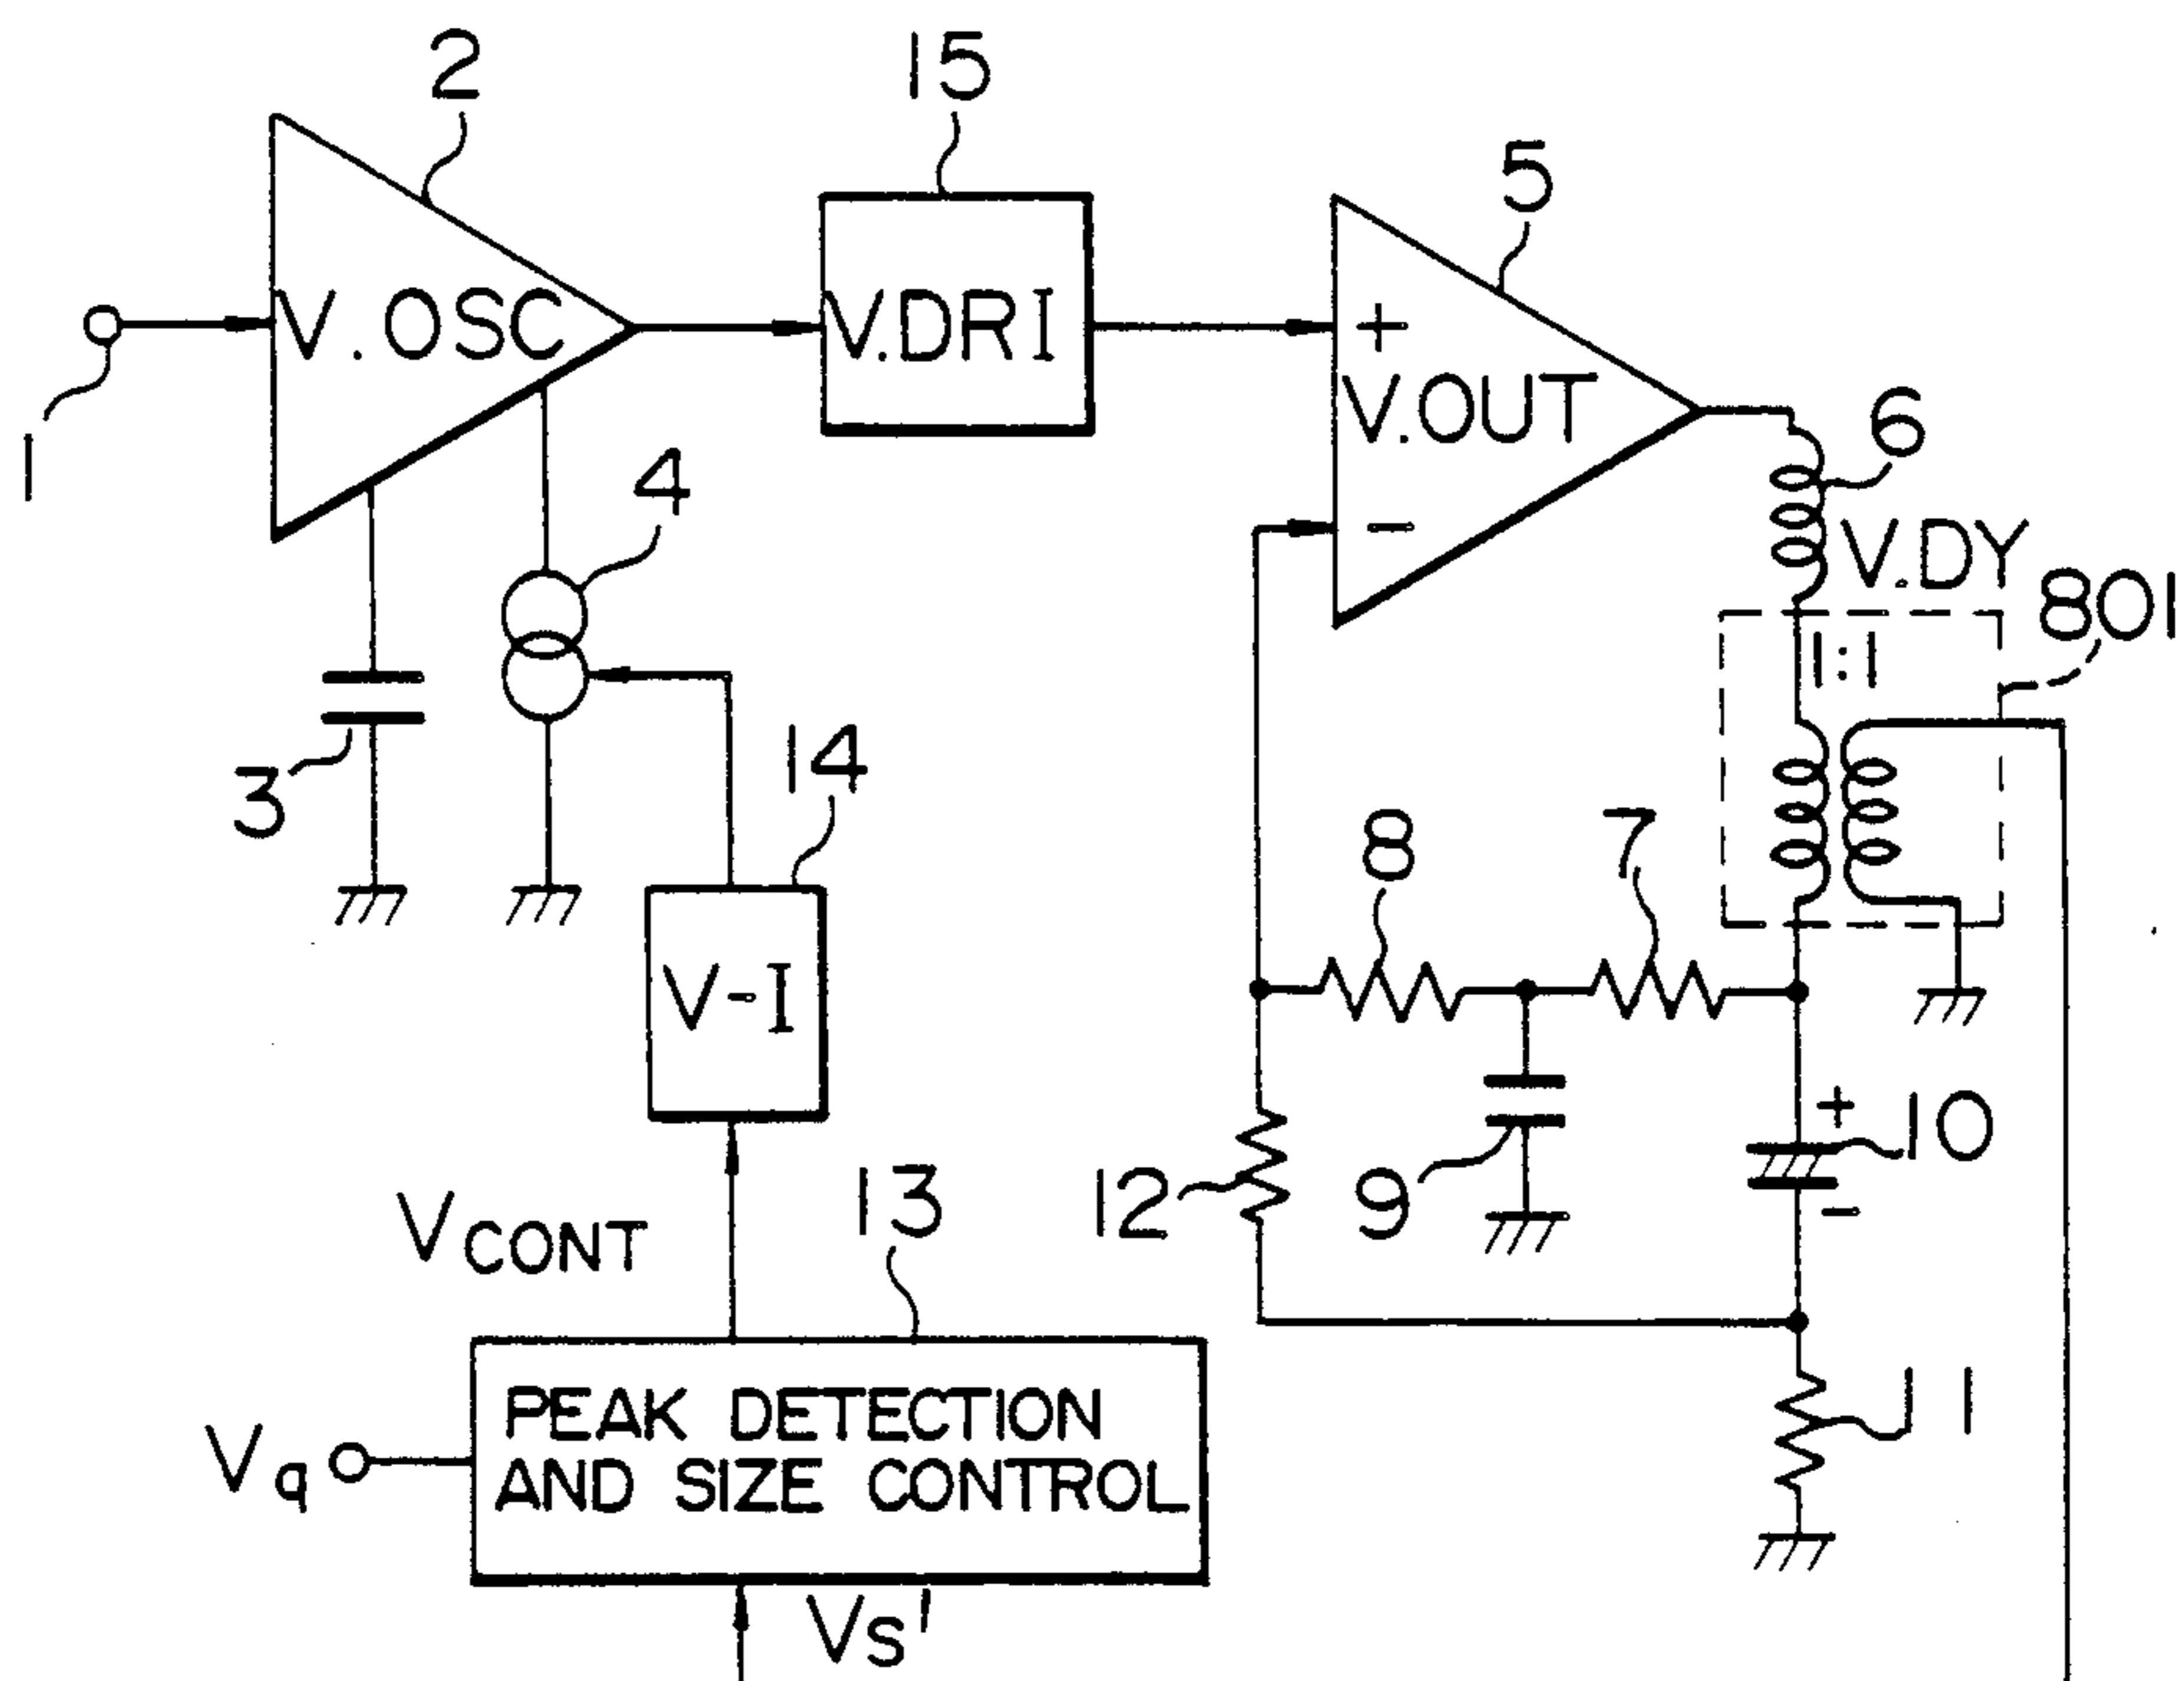 2
15
5
V.OSC
V.DRI
+
V.OUT
-
1
4
6
V.DY
801
1:1
3
14
8
7
V-I
+
10
12
13
9
-
VCONT
11
PEAK DETECTION
AND SIZE CONTROL
Vq
Vs'